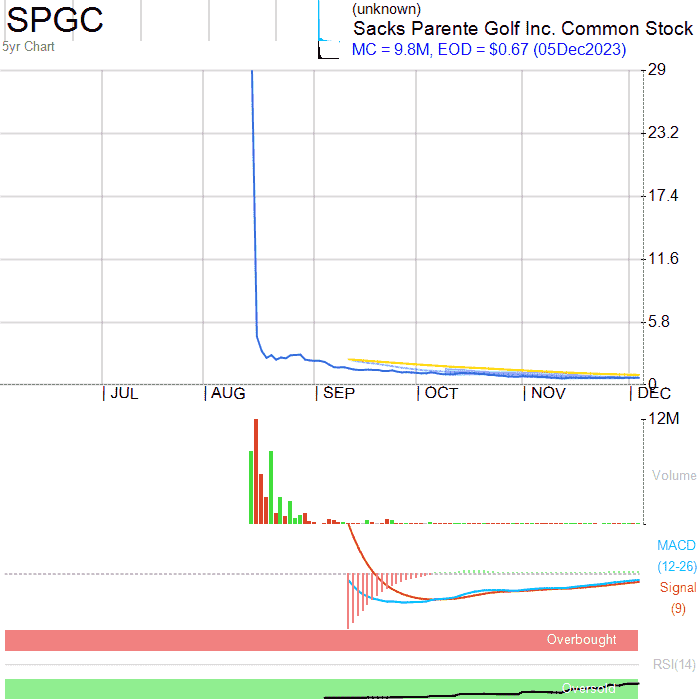 SPGC
5yr Chart
(unknown)
Sacks Parente Golf Inc. Common Stock
MC = 9.8M, EOD = $0.67 (05Dec2023)
29
23.2
17.4
11.6
5.8
0
JUL AUG SEP OCT NOV DEC
12M
Volume
MACD
(12-26)
Signal
(9)
Overbought
RSI(14)
Oversold